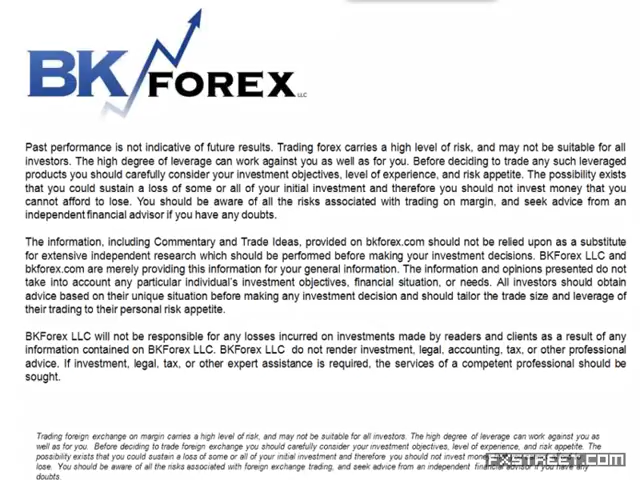 BK FOREX LLC
Past performance is not indicative of future results. Trading forex carries a high level of risk, and may not be suitable for all
investors. The high degree of leverage can work against you as well as for you. Before deciding to trade any such leveraged
products you should carefully consider your investment objectives, level of experience, and risk appetite. The possibility exists
that you could sustain a loss of some or all of your initial investment and therefore you should not invest money that you
cannot afford to lose. You should be aware of all the risks associated with trading on margin, and seek advice from an
independent financial advisor if you have any doubts.
The information, including Commentary and Trade Ideas, provided on bkforex.com should not be relied upon as a substitute
for extensive independent research which should be performed before making your investment decisions. BKForex LLC and
bkforex.com are merely providing this information for your general information. The information and opinions presented do not
take into account any particular individual's investment objectives, financial situation, or needs. All investors should obtain
advice based on their unique situation before making any investment decision and should tailor the trade size and leverage of
their trading to their personal risk appetite.
BKForex LLC will not be responsible for any losses incurred on investments made by readers and clients as a result of any
information contained on BKForex LLC. BKForex LLC do not render investment, legal, accounting, tax, or other professional
advice. If investment, legal, tax, or other expert assistance is required, the services of a competent professional should be
sought.
Trading foreign exchange on margin carries a high level of risk, and may not be suitable for all investors. The high degree of leverage can work against you as
well as for you. Before deciding to trade foreign exchange you should carefully consider your investment objectives, level of experience, and risk appetite. The
possibility exists that you could sustain a loss of some or all of your initial investment and therefore you should not invest
lose. You should be aware of all the risks associated with foreign exchange trading, and seek advice from an independent financial advisor if you have any
doubts.
FXSTREET.COM